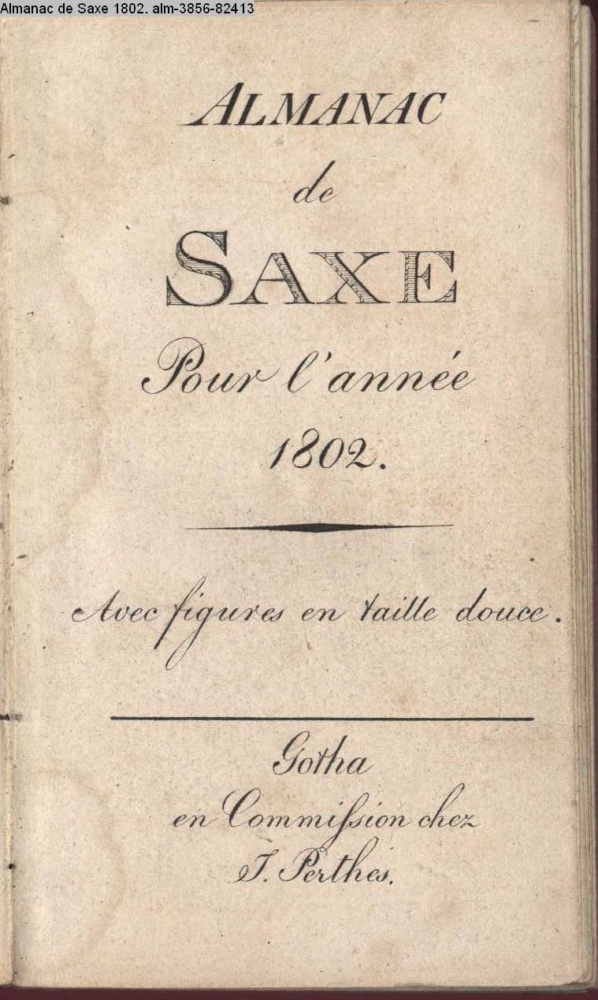 Almanac de Saxe 1802. alm-3856-82413
ALMANAC
de
SAXE
Pour l'année
1802.
Avec figures en taille douce.
Gotha
en Commiſsion chez
J. Perthes.